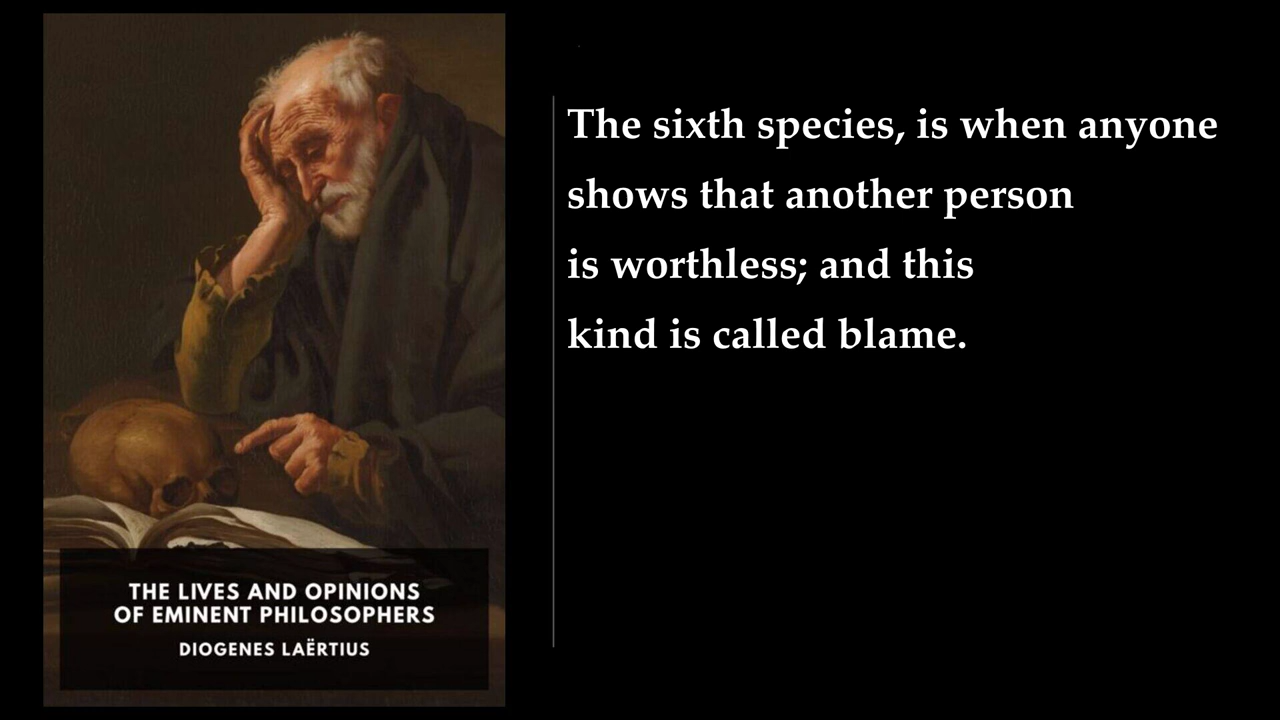 The sixth species, is when anyone
shows that another person
is worthless; and this
kind is called blame.
THE LIVES AND OPINIONS
OF EMINENT PHILOSOPHERS
DIOGENES LAËRTIUS